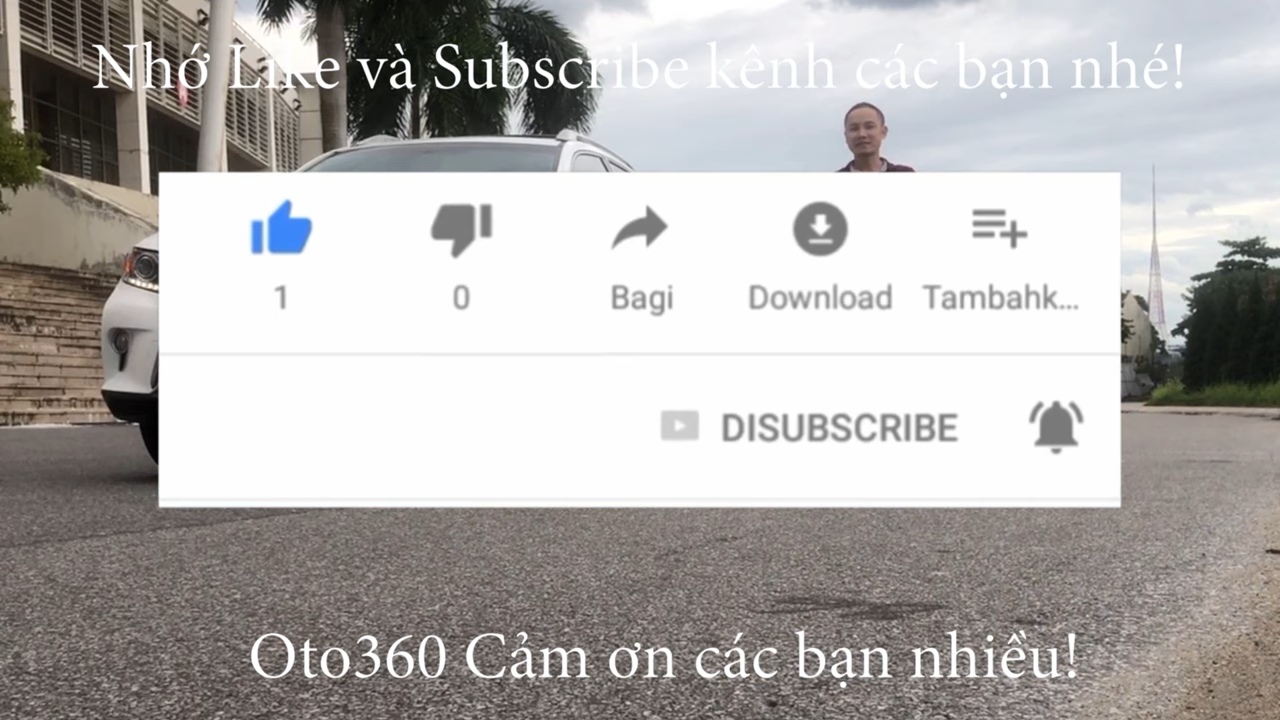 Nhớ Like và Subscribe kênh các bạn nhé!
1 0 Bagi Download Tambahk...
DISUBSCRIBE
Oto360 Cảm ơn các bạn nhiều!